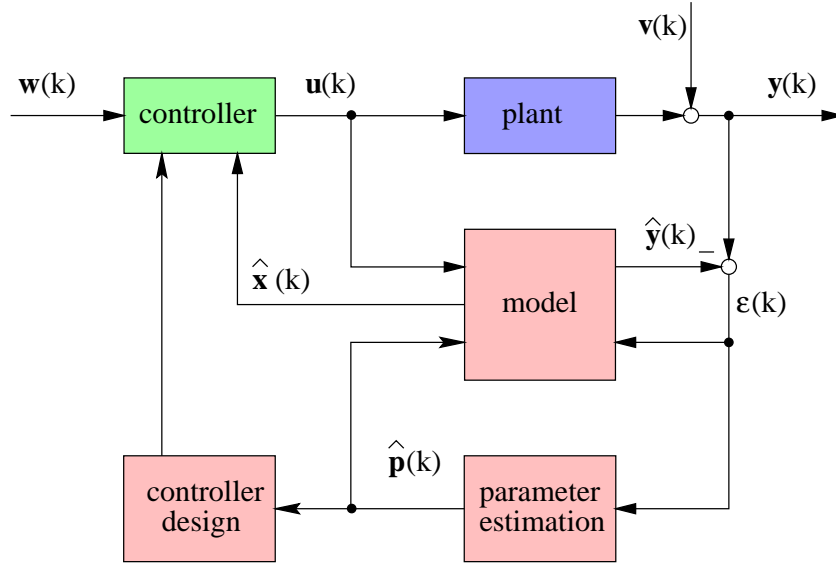 v(k)
w(k)
controller
u(k)
plant
y(k)
ŷ(k)
−
x̂ (k)
model
ε(k)
p̂(k)
controller
design
parameter
estimation